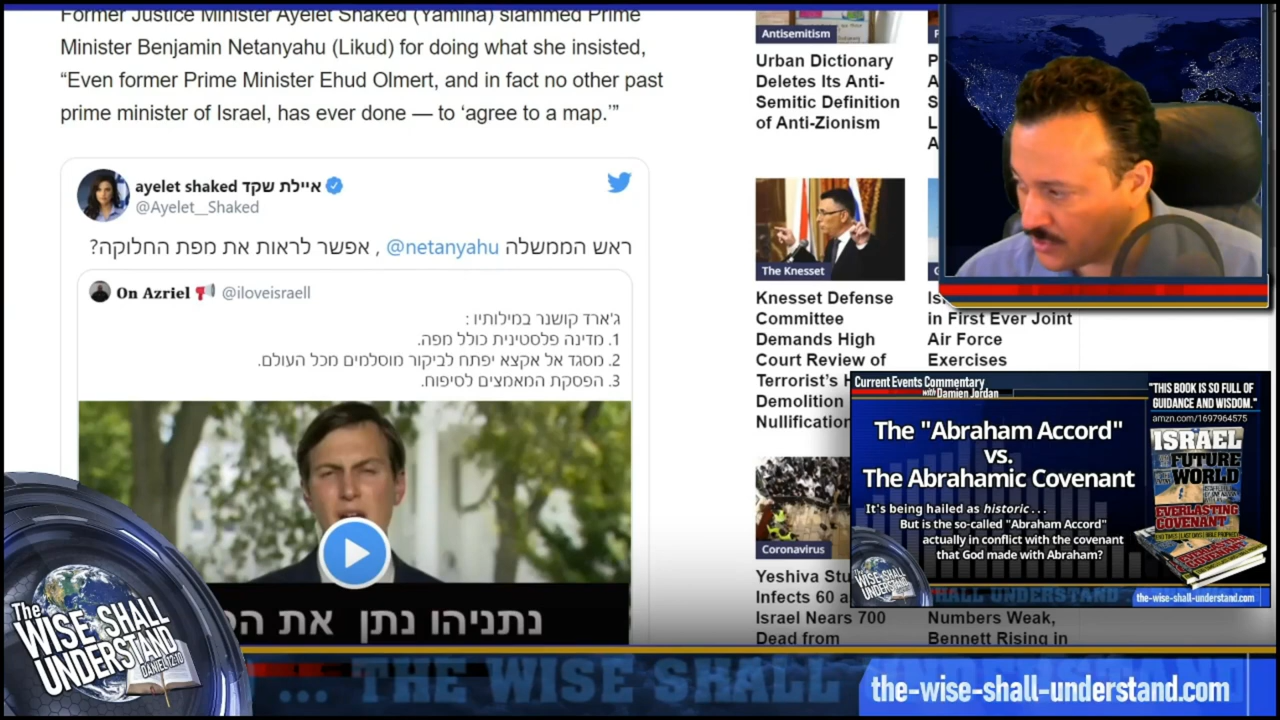 Former Justice Minister Ayelet Shaked (Yamina) slammed Prime
Minister Benjamin Netanyahu (Likud) for doing what she insisted,
“Even former Prime Minister Ehud Olmert, and in fact no other past
prime minister of Israel, has ever done — to ‘agree to a map.’”
ayelet shaked איילת שקד
@Ayelet__Shaked
ראש הממשלה @netanyahu , אפשר לראות את מפת החלוקה?
On Azriel
@iloveisraell
ג'ארד קושנר במילותיו :
1. מדינה פלסטינית כולל מפה.
2. מסגד אל אקצא יפתח לביקור מוסלמים מכל העולם.
3. הפסקת המאמצים לסיפוח.
נתניהו נתן את
Antisemitism
Urban Dictionary
Deletes Its Anti-
Semitic Definition
of Anti-Zionism
The Knesset
Knesset Defense
Committee
Demands High
Court Review of
Terrorist’s
Demolition
Nullification
in First Ever Joint
Air Force
Exercises
Coronavirus
Yeshiva
Infects 60
Israel Nears 700
Dead from
Numbers Weak,
Bennett Rising in
Current Events Commentary
with Damien Jordan
The "Abraham Accord"
vs.
The Abrahamic Covenant
It's being hailed as historic . . .
But is the so-called "Abraham Accord"
actually in conflict with the covenant
that God made with Abraham?
"THIS BOOK IS SO FULL OF
GUIDANCE AND WISDOM."
amzn.com/1697964575
ISRAEL
FUTURE
WORLD
EVERLASTING
COVENANT
The
WISE SHALL
UNDERSTAND
the-wise-shall-understand.com
The
WISE SHALL
UNDERSTAND
DANIEL 12:10
... THE WISE SHALL
the-wise-shall-understand.com